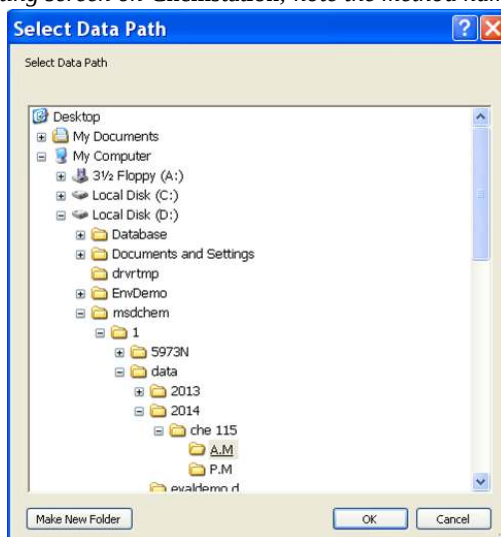 Select Data Path
Select Data Path
Desktop
My Documents
My Computer
3½ Floppy (A:)
Local Disk (C:)
Local Disk (D:)
Database
Documents and Settings
drvrtmp
EnvDemo
msdchem
1
5973N
data
2013
2014
che 115
A.M
P.M
evaldemo.d
Make New Folder
OK
Cancel